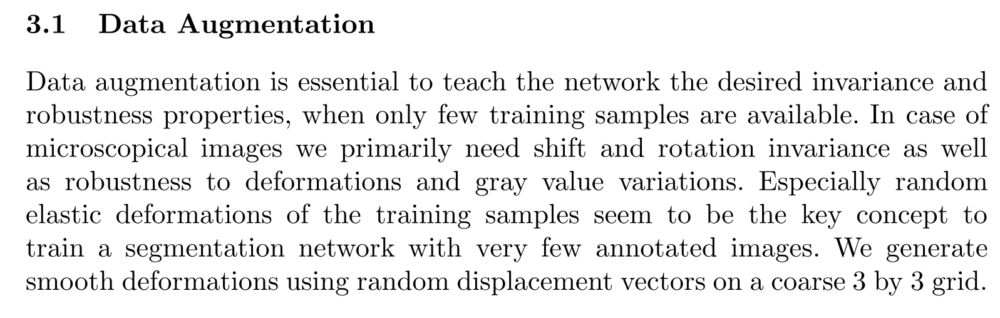 3.1 Data Augmentation
Data augmentation is essential to teach the network the desired invariance and
robustness properties, when only few training samples are available. In case of
microscopical images we primarily need shift and rotation invariance as well
as robustness to deformations and gray value variations. Especially random
elastic deformations of the training samples seem to be the key concept to
train a segmentation network with very few annotated images. We generate
smooth deformations using random displacement vectors on a coarse 3 by 3 grid.